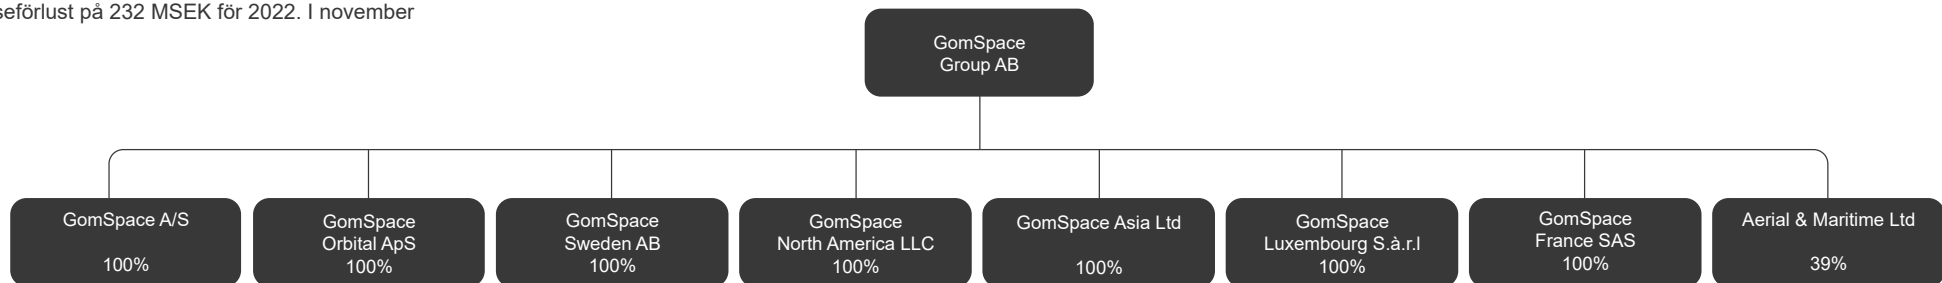 seförlust på 232 MSEK för 2022. I november
GomSpace
Group AB
GomSpace A/S
100%
GomSpace
Orbital ApS
100%
GomSpace
Sweden AB
100%
GomSpace
North America LLC
100%
GomSpace Asia Ltd
100%
GomSpace
Luxembourg S.à.r.l
100%
GomSpace
France SAS
100%
Aerial & Maritime Ltd
39%